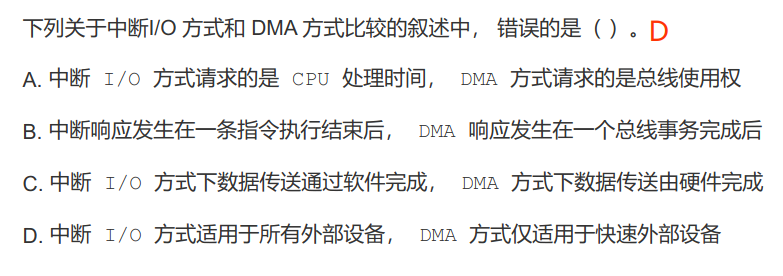 下列关于中断I/O 方式和 DMA 方式比较的叙述中， 错误的是（ ）。D
A. 中断 I/O 方式请求的是 CPU 处理时间， DMA 方式请求的是总线使用权
B. 中断响应发生在一条指令执行结束后， DMA 响应发生在一个总线事务完成后
C. 中断 I/O 方式下数据传送通过软件完成， DMA 方式下数据传送由硬件完成
D. 中断 I/O 方式适用于所有外部设备， DMA 方式仅适用于快速外部设备